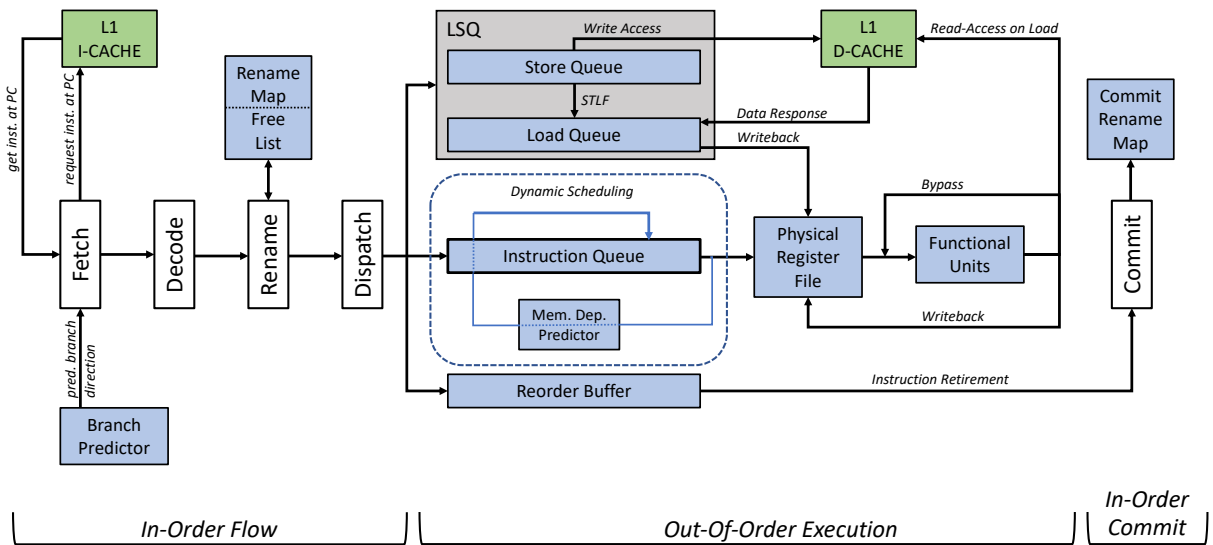 L1
I-CACHE
get inst. at PC
request inst. at PC
Rename
Map
Free
List
LSQ
Write Access
Store Queue
STLF
Load Queue
L1
D-CACHE
Read-Access on Load
Data Response
Writeback
Commit
Rename
Map
Fetch
Decode
Rename
Dispatch
Dynamic Scheduling
Instruction Queue
Mem. Dep.
Predictor
Physical
Register
File
Bypass
Functional
Units
Writeback
Commit
pred. branch
direction
Branch
Predictor
Reorder Buffer
Instruction Retirement
In-Order Flow
Out-Of-Order Execution
In-Order
Commit